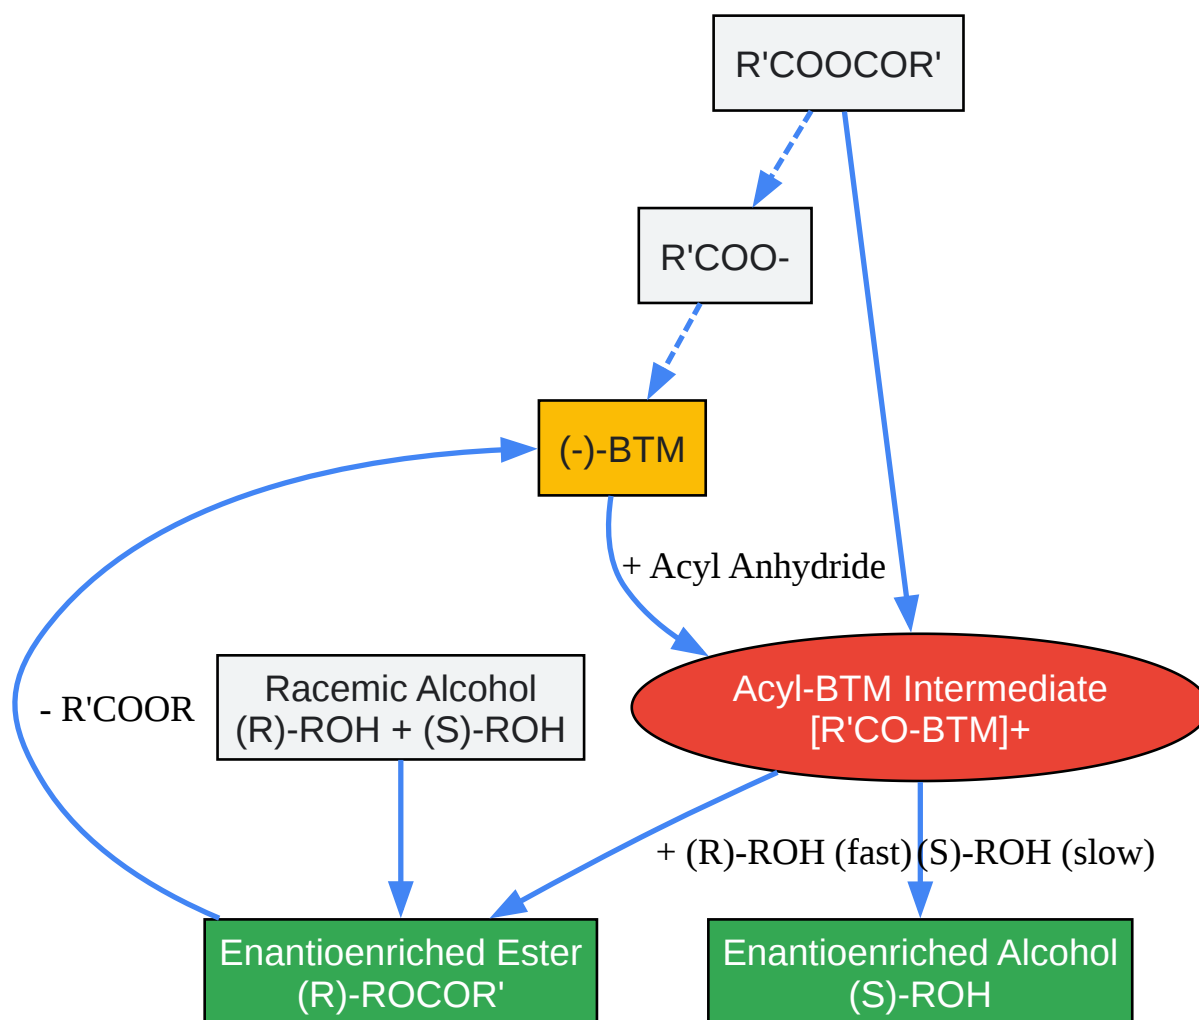 R'COOCOR'
R'COO-
(-)-BTM
+ Acyl Anhydride
Racemic Alcohol
(R)-ROH + (S)-ROH
Acyl-BTM Intermediate
[R'CO-BTM]+
- R'COOR
+ (R)-ROH (fast)
(S)-ROH (slow)
Enantioenriched Ester
(R)-ROCOR'
Enantioenriched Alcohol
(S)-ROH